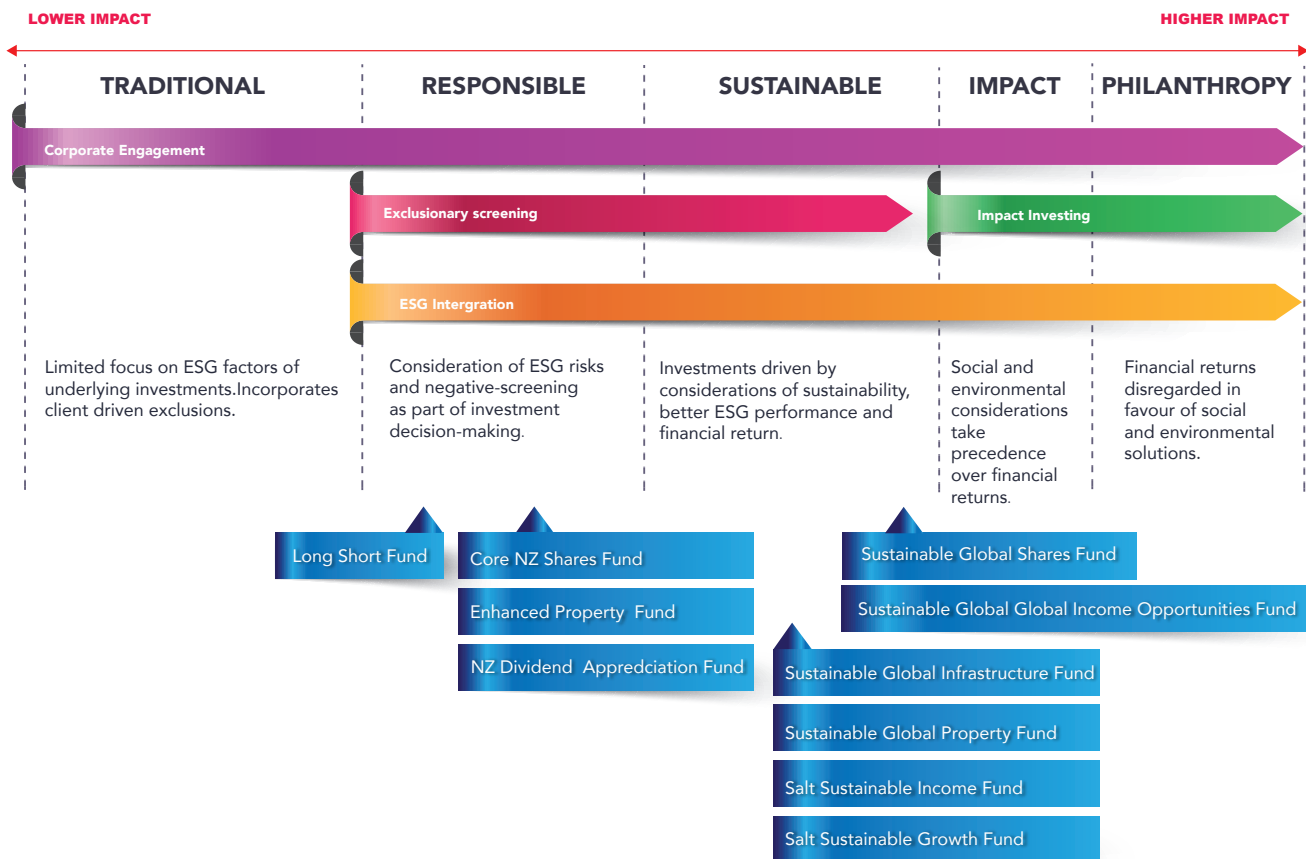 LOWER IMPACT
HIGHER IMPACT
TRADITIONAL
RESPONSIBLE
SUSTAINABLE
IMPACT
PHILANTHROPY
Corporate Engagement
Exclusionary screening
Impact Investing
ESG Intergration
Limited focus on ESG factors of
underlying investments.Incorporates
client driven exclusions.
Consideration of ESG risks
and negative-screening
as part of investment
decision-making.
Investments driven by
considerations of sustainability,
better ESG performance and
financial return.
Social and
environmental
considerations
take
precedence
over financial
returns.
Financial returns
disregarded in
favour of social
and environmental
solutions.
Long Short Fund
Core NZ Shares Fund
Enhanced Property Fund
NZ Dividend Appredciation Fund
Sustainable Global Shares Fund
Sustainable Global Global Income Opportunities Fund
Sustainable Global Infrastructure Fund
Sustainable Global Property Fund
Salt Sustainable Income Fund
Salt Sustainable Growth Fund